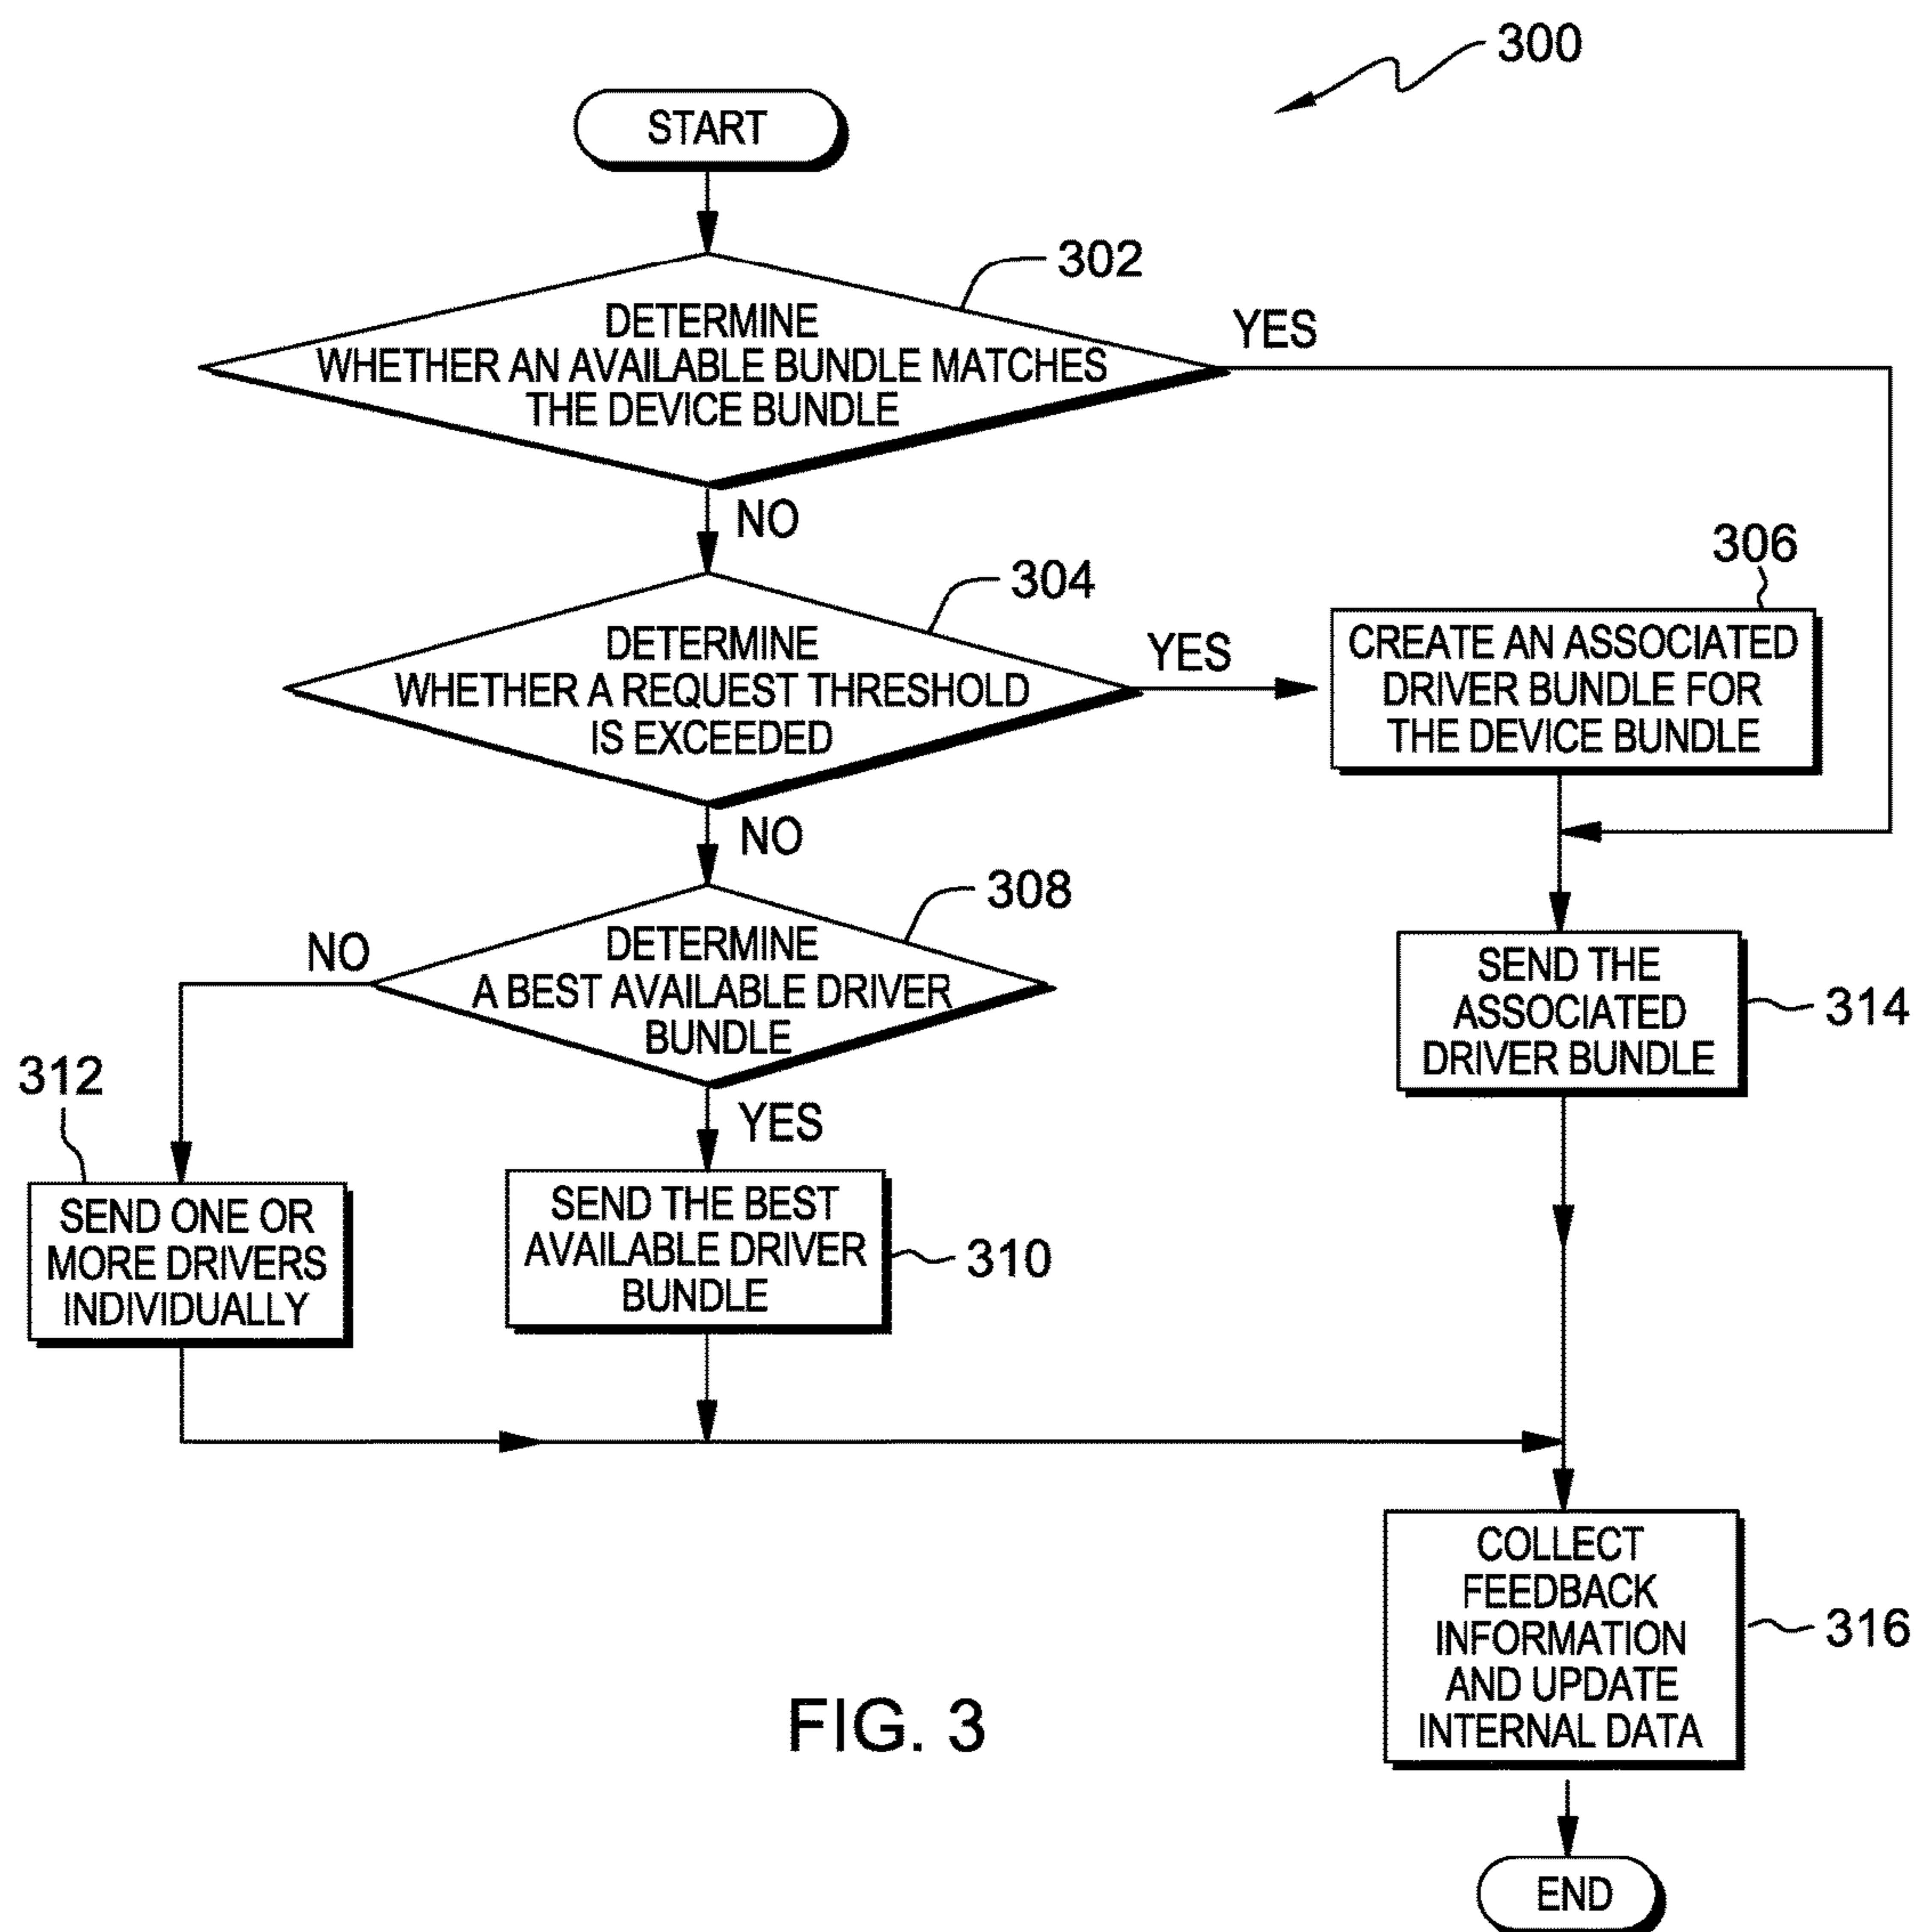 300
START
302
DETERMINE
WHETHER AN AVAILABLE BUNDLE MATCHES
THE DEVICE BUNDLE
YES
NO
304
DETERMINE
WHETHER A REQUEST THRESHOLD
IS EXCEEDED
YES
306
CREATE AN ASSOCIATED
DRIVER BUNDLE FOR
THE DEVICE BUNDLE
NO
308
DETERMINE
A BEST AVAILABLE DRIVER
BUNDLE
NO
YES
314
SEND THE
ASSOCIATED
DRIVER BUNDLE
312
SEND ONE OR
MORE DRIVERS
INDIVIDUALLY
SEND THE BEST
AVAILABLE DRIVER
BUNDLE
310
COLLECT
FEEDBACK
INFORMATION
AND UPDATE
INTERNAL DATA
316
FIG. 3
END